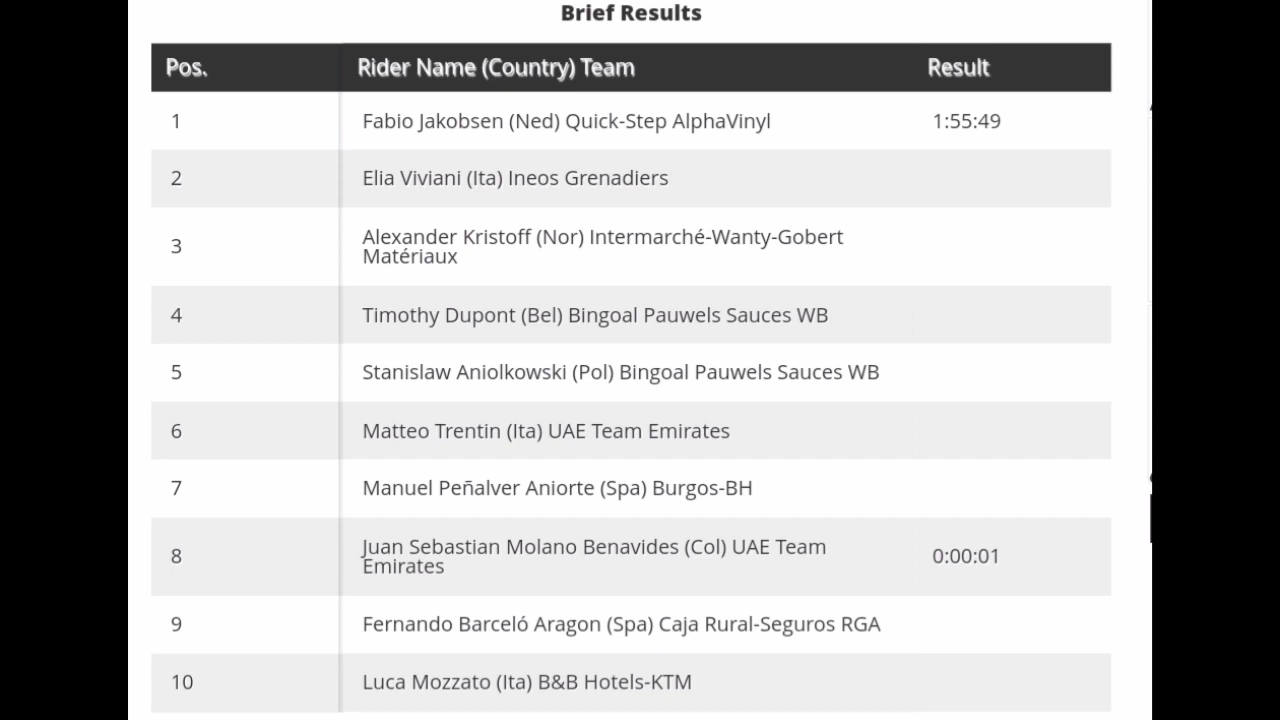 Brief Results
Pos. Rider Name (Country) Team Result
1 Fabio Jakobsen (Ned) Quick-Step AlphaVinyl 1:55:49
2 Elia Viviani (Ita) Ineos Grenadiers
3 Alexander Kristoff (Nor) Intermarché-Wanty-Gobert
Matériaux
4 Timothy Dupont (Bel) Bingoal Pauwels Sauces WB
5 Stanislaw Aniolkowski (Pol) Bingoal Pauwels Sauces WB
6 Matteo Trentin (Ita) UAE Team Emirates
7 Manuel Peñalver Aniorte (Spa) Burgos-BH
8 Juan Sebastian Molano Benavides (Col) UAE Team
Emirates 0:00:01
9 Fernando Barceló Aragon (Spa) Caja Rural-Seguros RGA
10 Luca Mozzato (Ita) B&B Hotels-KTM